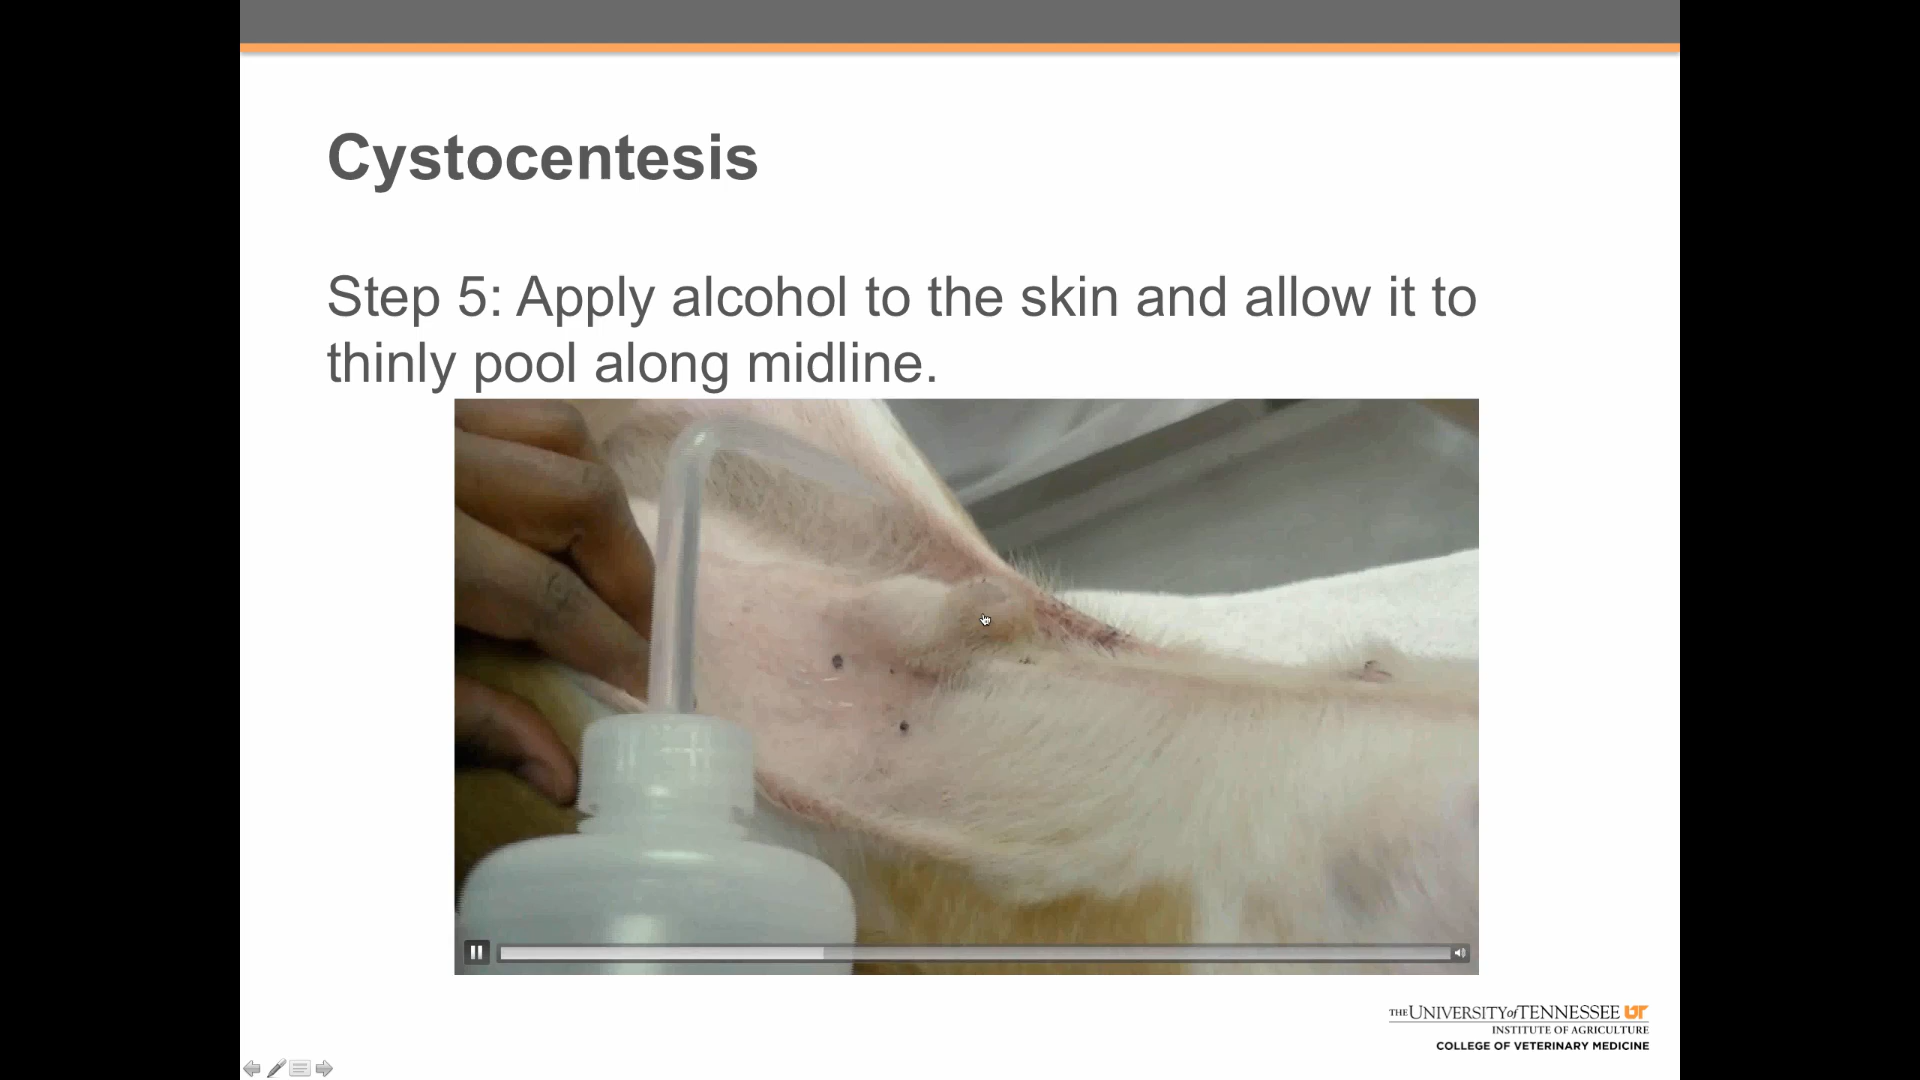 Cystocentesis
Step 5: Apply alcohol to the skin and allow it to
thinly pool along midline.
THE UNIVERSITY of TENNESSEE UT
INSTITUTE OF AGRICULTURE
COLLEGE OF VETERINARY MEDICINE